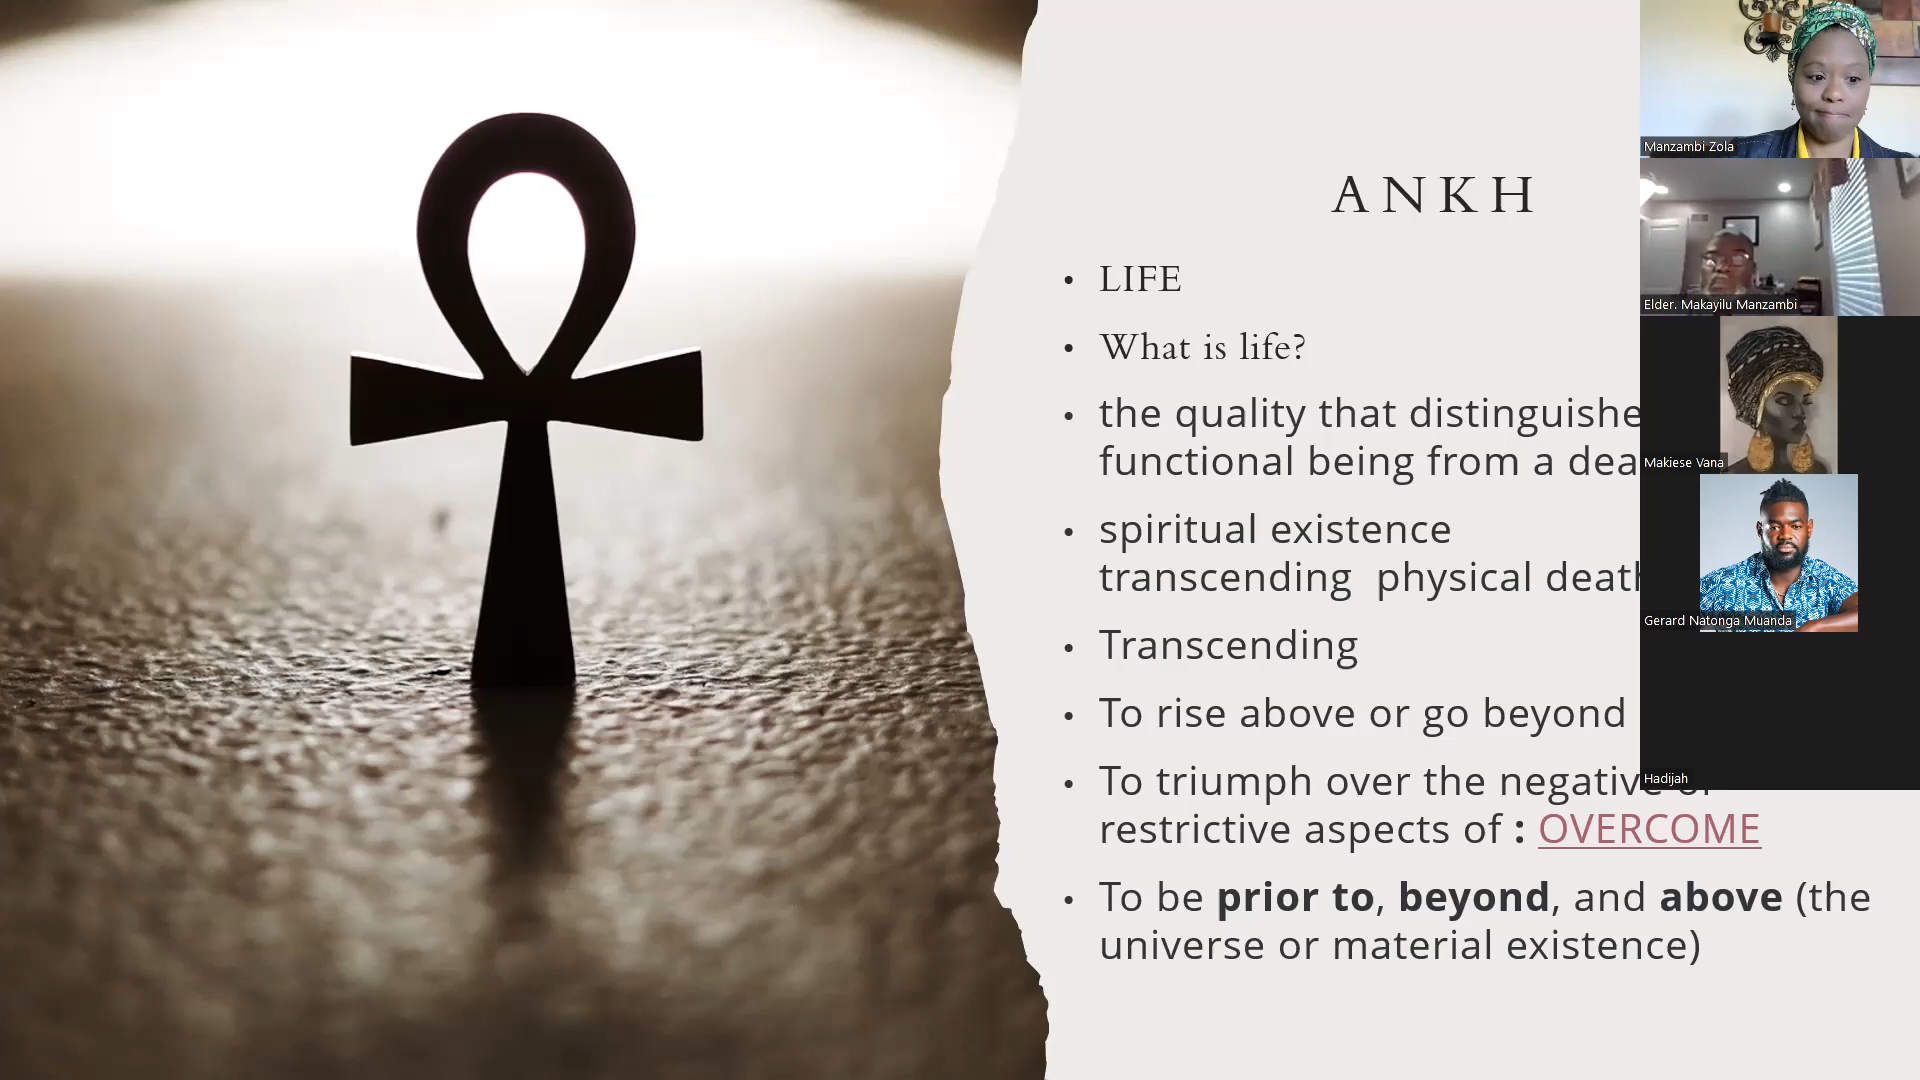 ANKH
• LIFE
• What is life?
• the quality that distinguishe
functional being from a dea
• spiritual existence
transcending physical death
• Transcending
• To rise above or go beyond
• To triumph over the negative or
restrictive aspects of : OVERCOME
• To be prior to, beyond, and above (the
universe or material existence)
Manzambi Zola
Elder. Makayilu Manzambi
Makiese Vana
Gerard Natonga Muanda
Hadijah